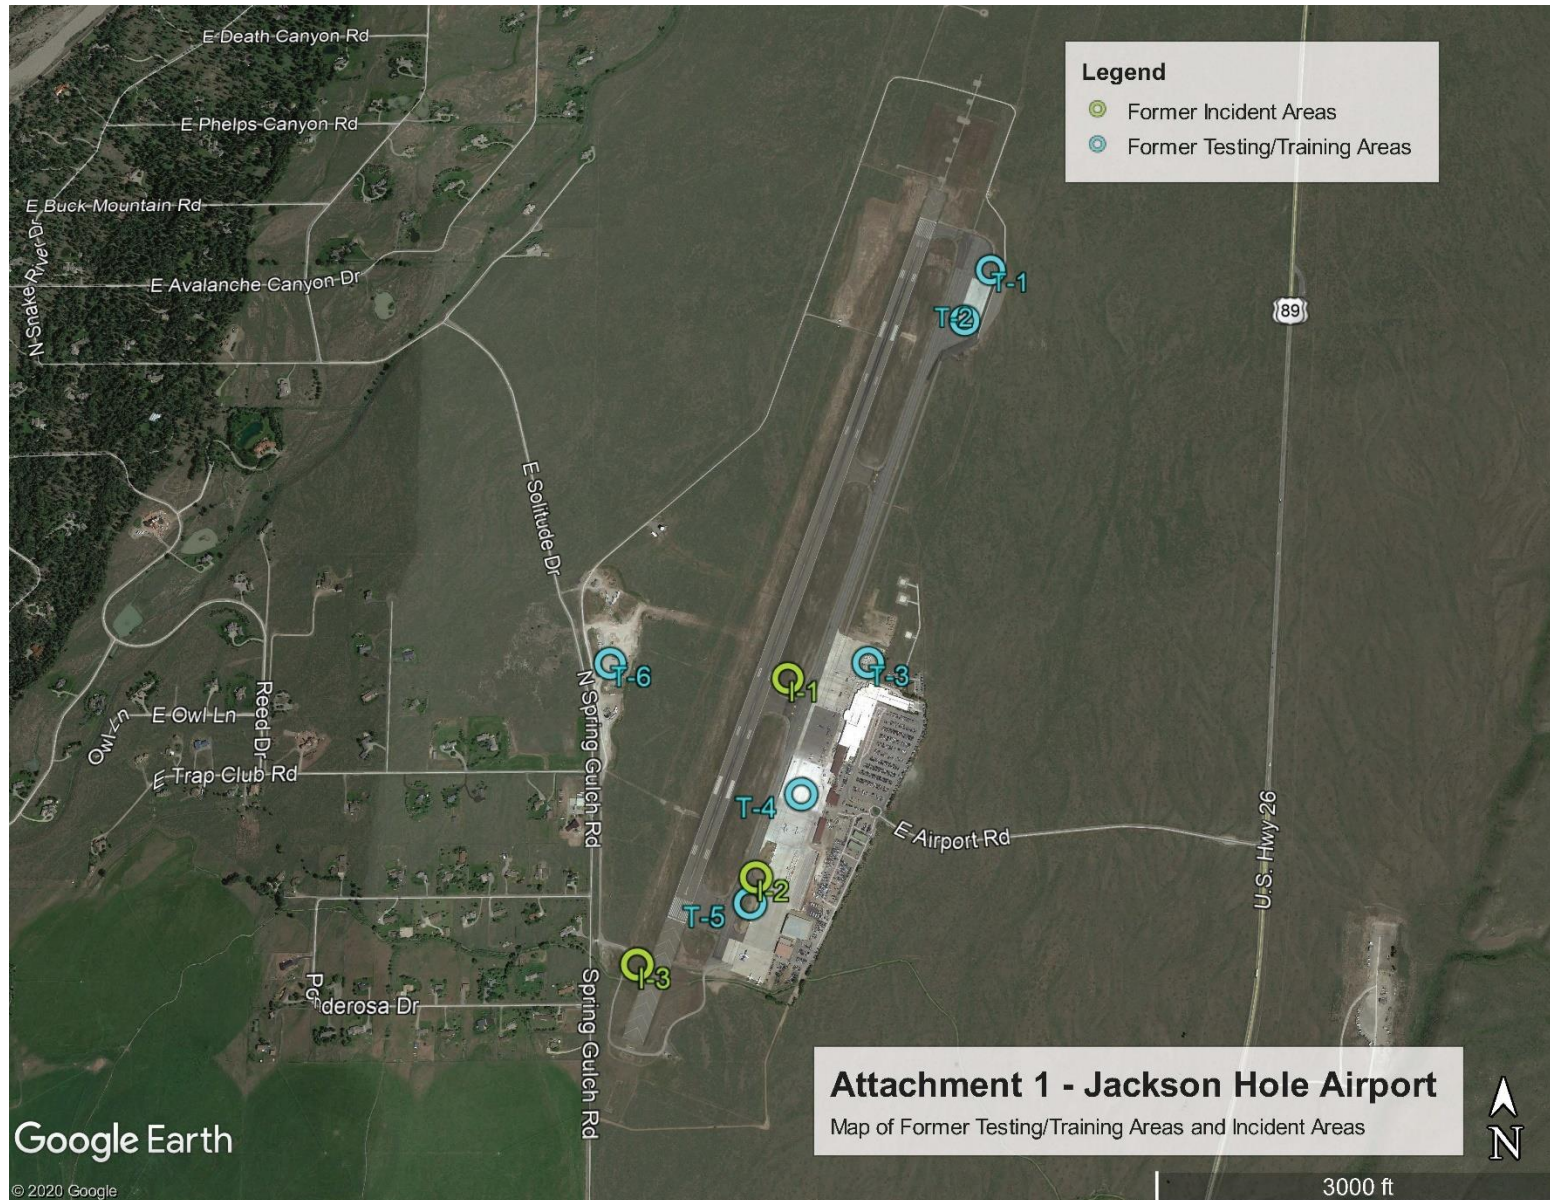 E Death Canyon Rd
Legend
Former Incident Areas
Former Testing/Training Areas
E Phelps Canyon Rd
E Buck Mountain Rd
N Snake River Dr
E Avalanche Canyon Dr
T-1
T-2
89
E Solitude Dr
T-6
T-3
I-1
N Spring Gulch Rd
Reed Dr
Owl Ln
E Owl Ln
E Trap Club Rd
T-4
E Airport Rd
U.S. Hwy 26
I-2
T-5
I-3
derosa Dr
Spring Gulch Rd
Attachment 1 - Jackson Hole Airport
Map of Former Testing/Training Areas and Incident Areas
N
Google Earth
© 2020 Google
3000 ft